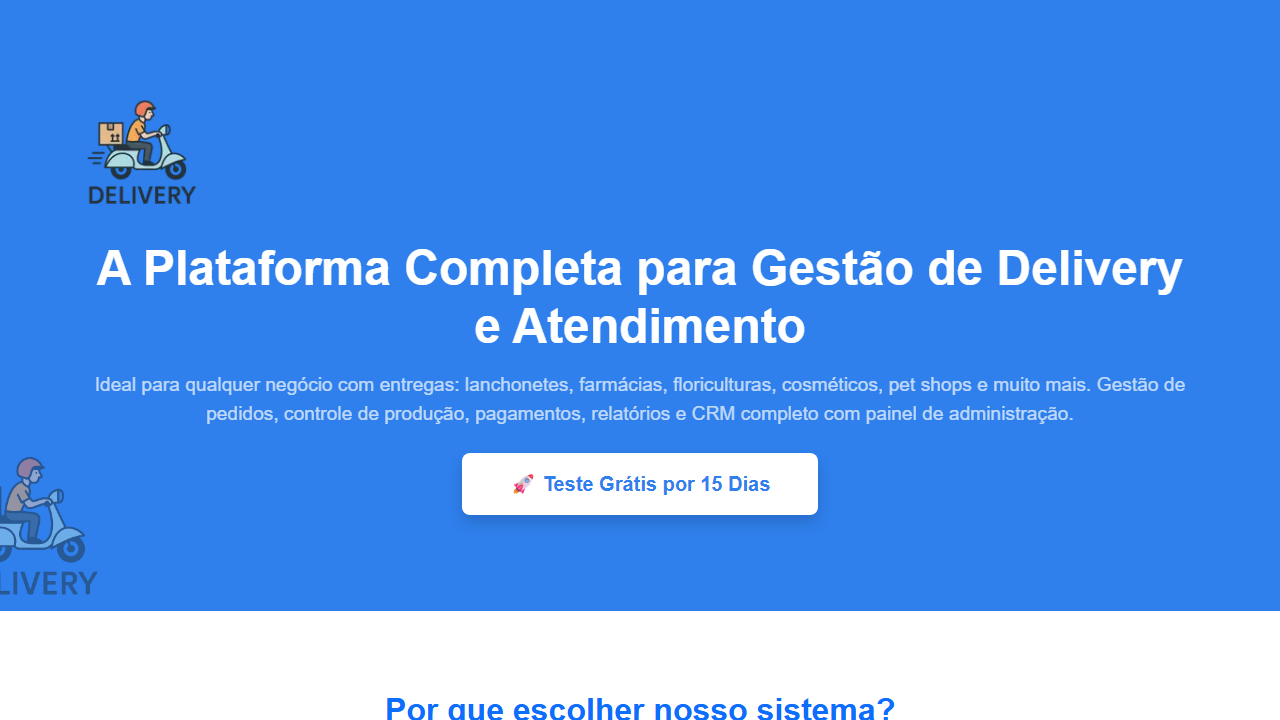 DELIVERY
A Plataforma Completa para Gestão de Delivery
e Atendimento
Ideal para qualquer negócio com entregas: lanchonetes, farmácias, floriculturas, cosméticos, pet shops e muito mais. Gestão de
pedidos, controle de produção, pagamentos, relatórios e CRM completo com painel de administração.
🚀 Teste Grátis por 15 Dias
LIVERY
Por que escolher nosso sistema?